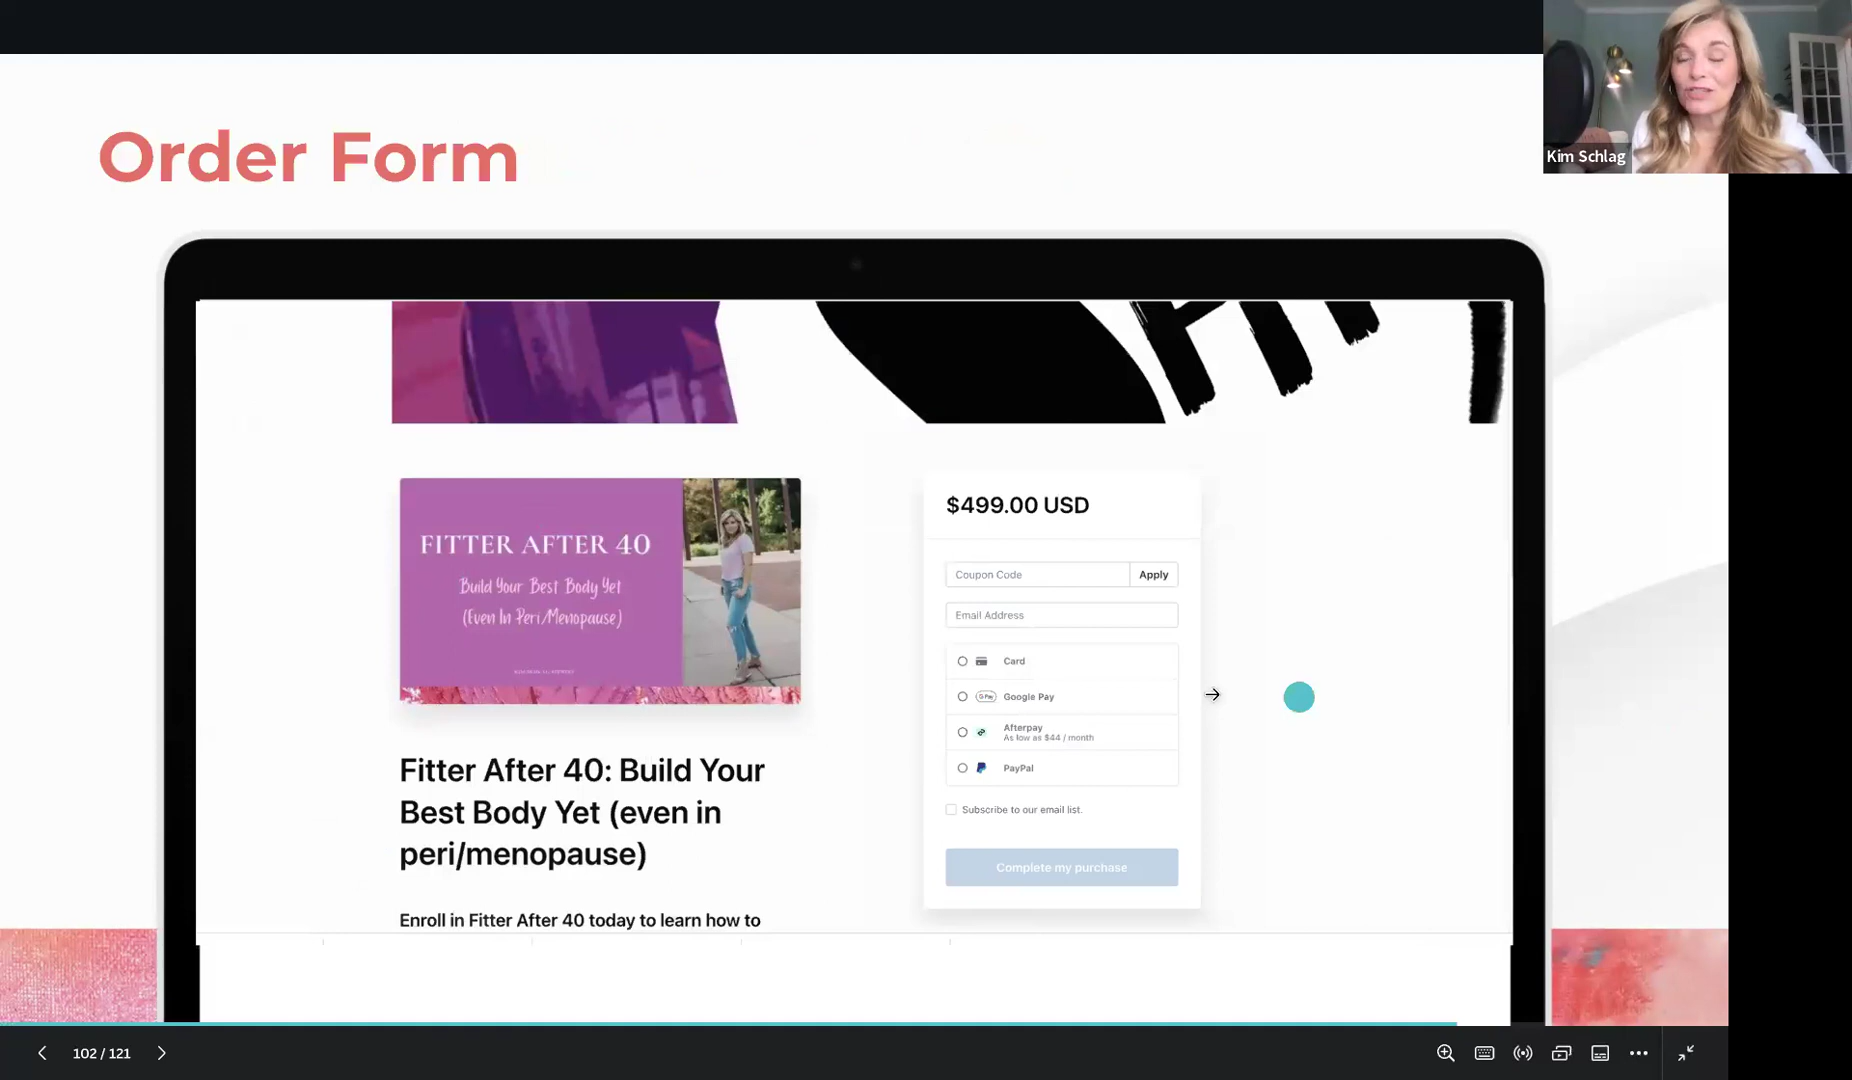 Kim Schlag
Order Form
FITTER AFTER 40
Build Your Best Body Yet
(Even In Peri/Menopause)
Fitter After 40: Build Your
Best Body Yet (even in
peri/menopause)
Enroll in Fitter After 40 today to learn how to
$499.00 USD
Coupon Code
Apply
Email Address
Card
G Pay
Google Pay
Afterpay
As low as $44 / month
PayPal
Subscribe to our email list.
Complete my purchase
102 / 121